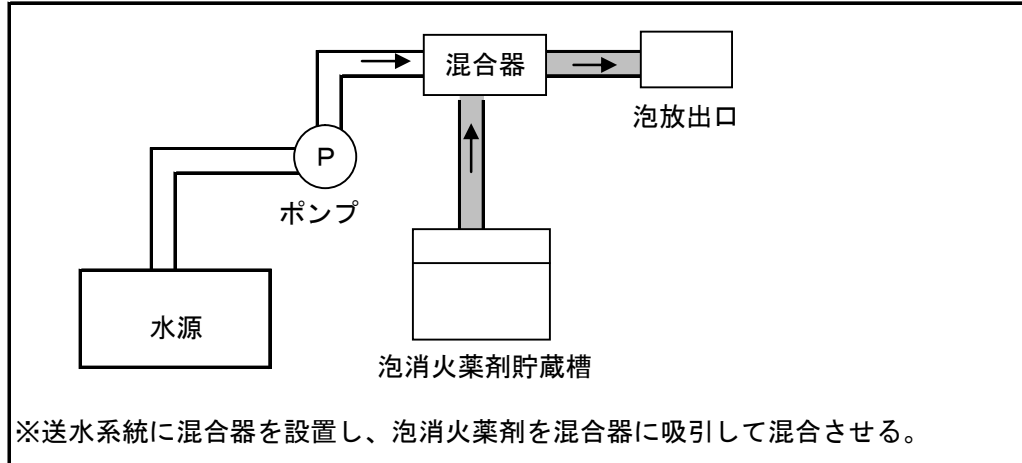 混合器
泡放出口
P
ポンプ
水源
泡消火薬剤貯蔵槽
※送水系統に混合器を設置し、泡消火薬剤を混合器に吸引して混合させる。